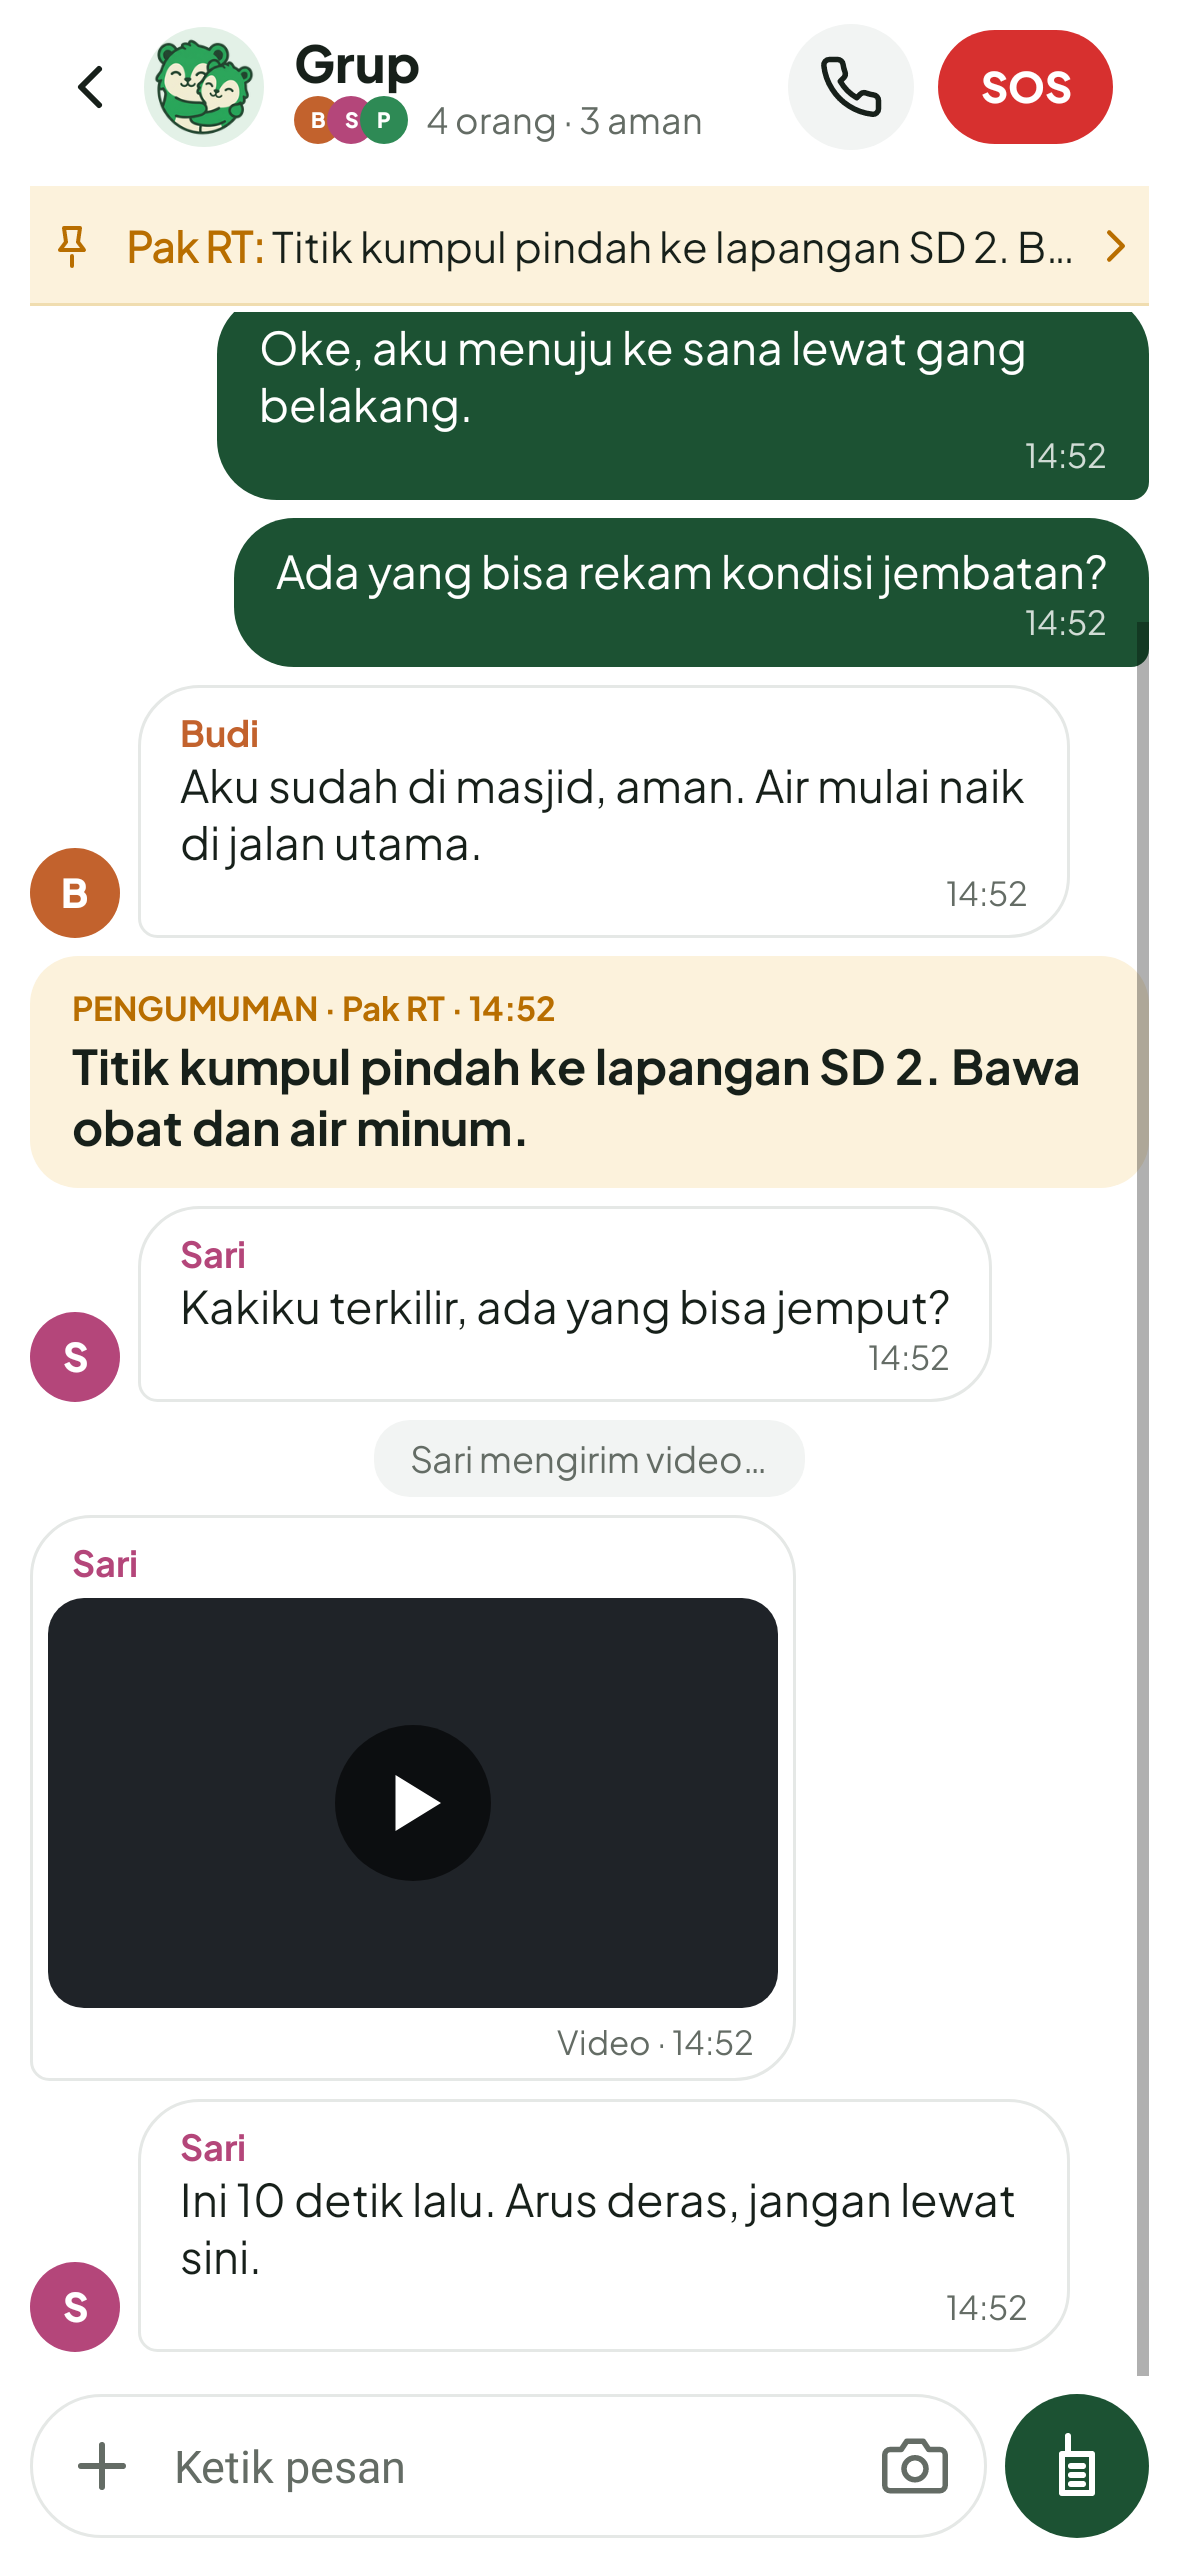 Grup
B S P 4 orang · 3 aman
SOS
Pak RT: Titik kumpul pindah ke lapangan SD 2. B...
Oke, aku menuju ke sana lewat gang
belakang.
14:52
Ada yang bisa rekam kondisi jembatan?
14:52
Budi
Aku sudah di masjid, aman. Air mulai naik
di jalan utama.
14:52
B
PENGUMUMAN · Pak RT · 14:52
Titik kumpul pindah ke lapangan SD 2. Bawa
obat dan air minum.
Sari
Kakiku terkilir, ada yang bisa jemput?
14:52
S
Sari mengirim video...
Sari
Video · 14:52
Sari
Ini 10 detik lalu. Arus deras, jangan lewat
sini.
14:52
S
Ketik pesan